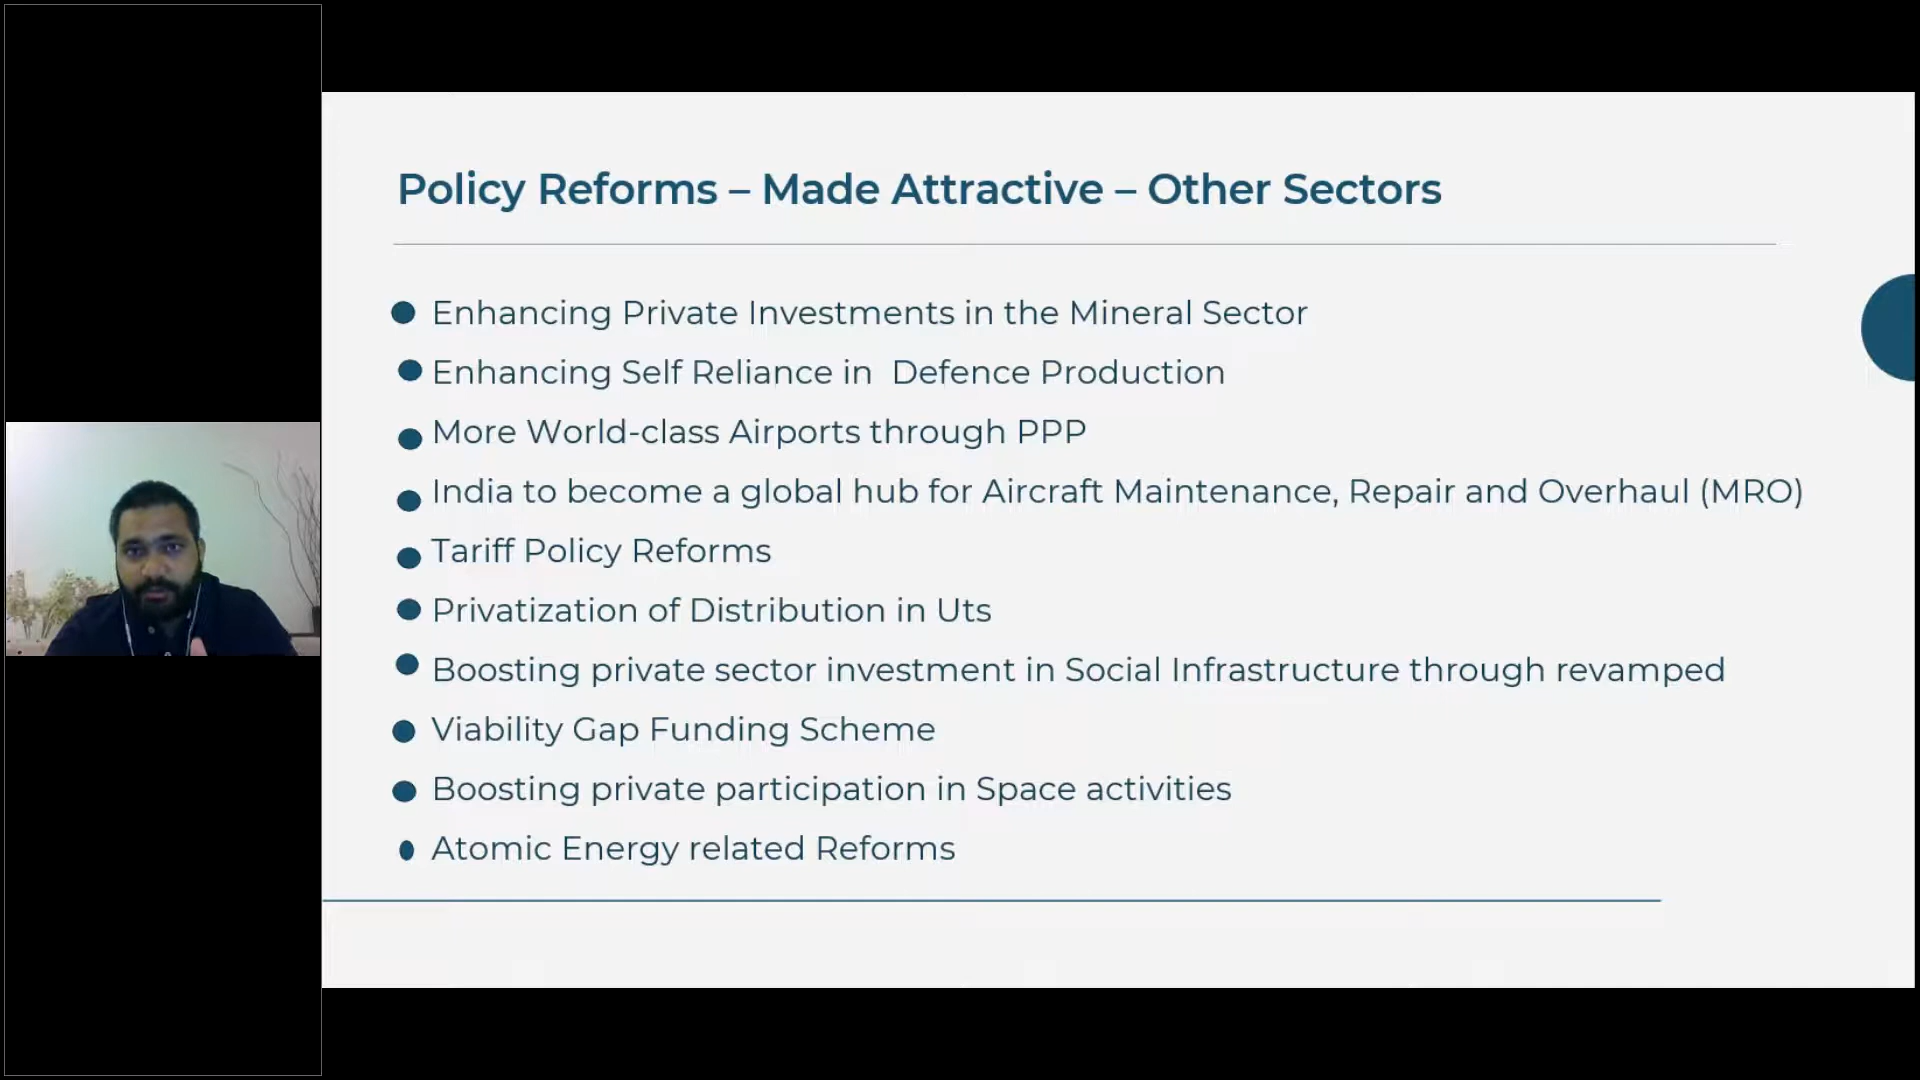 Policy Reforms – Made Attractive – Other Sectors
Enhancing Private Investments in the Mineral Sector
Enhancing Self Reliance in  Defence Production
More World-class Airports through PPP
India to become a global hub for Aircraft Maintenance, Repair and Overhaul (MRO)
Tariff Policy Reforms
Privatization of Distribution in Uts
Boosting private sector investment in Social Infrastructure through revamped
Viability Gap Funding Scheme
Boosting private participation in Space activities
Atomic Energy related Reforms